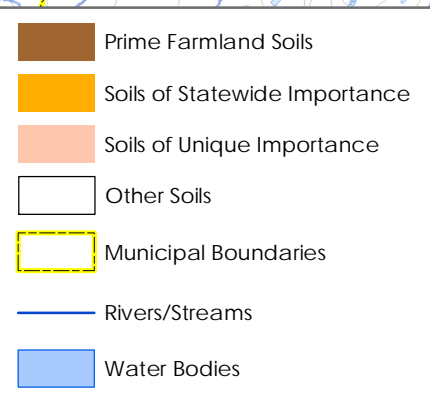 Prime Farmland Soils
Soils of Statewide Importance
Soils of Unique Importance
Other Soils
Municipal Boundaries
Rivers/Streams
Water Bodies